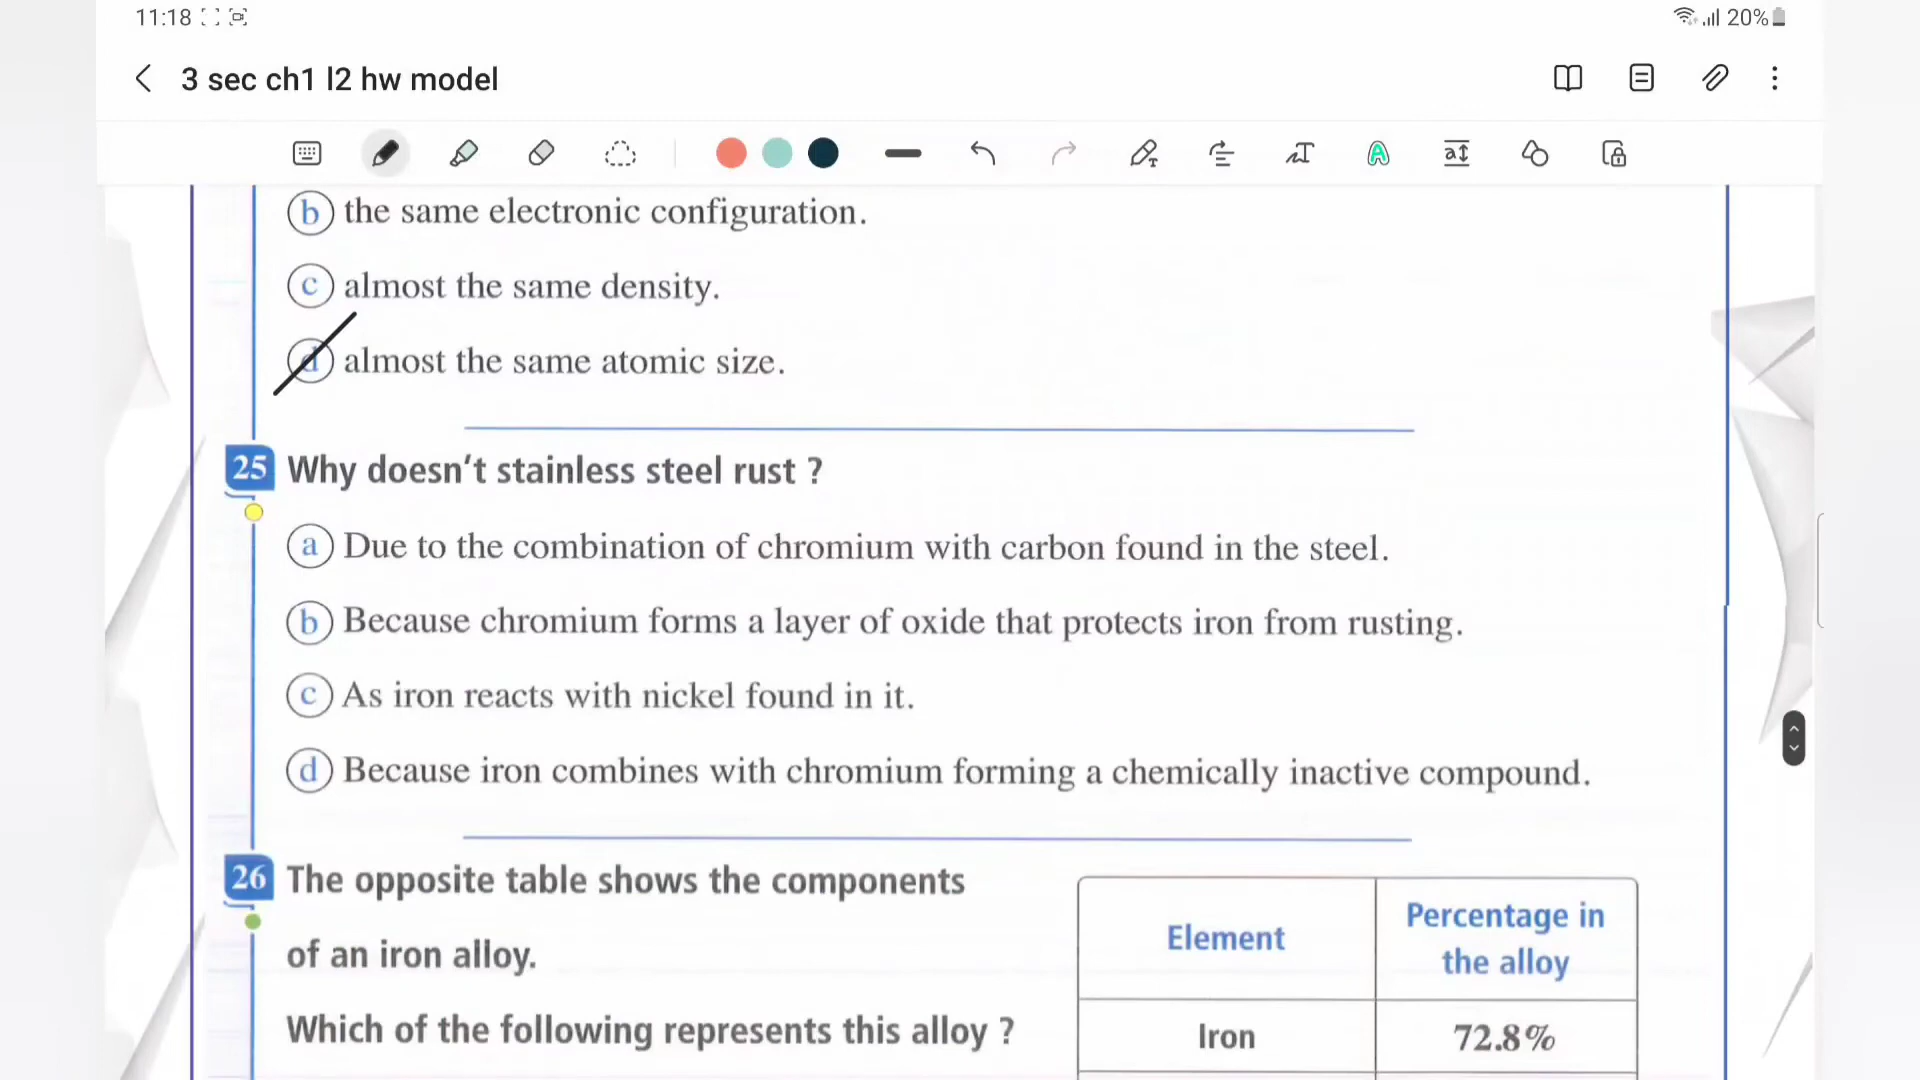 11:18
20%
3 sec ch1 l2 hw model
b the same electronic configuration.
c almost the same density.
d almost the same atomic size.
25 Why doesn't stainless steel rust ?
a Due to the combination of chromium with carbon found in the steel.
b Because chromium forms a layer of oxide that protects iron from rusting.
c As iron reacts with nickel found in it.
d Because iron combines with chromium forming a chemically inactive compound.
26 The opposite table shows the components
of an iron alloy.
Which of the following represents this alloy ?
Element
Percentage in
the alloy
Iron
72.8%